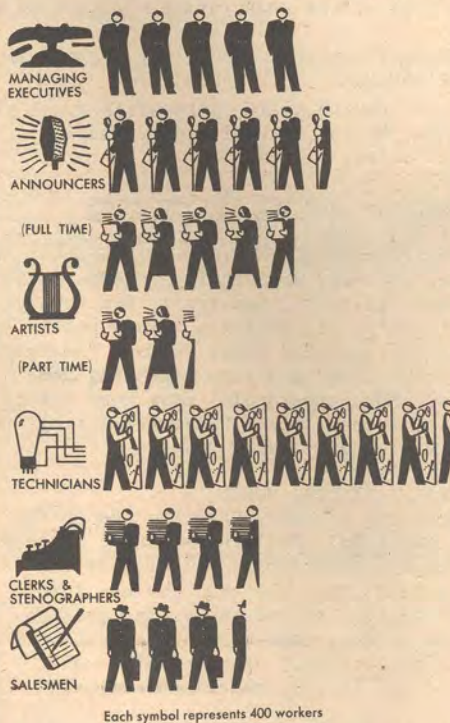 MANAGING
EXECUTIVES
ANNOUNCERS
(FULL TIME)
ARTISTS
(PART TIME)
TECHNICIANS
CLERKS &
STENOGRAPHERS
SALESMEN
Each symbol represents 400 workers